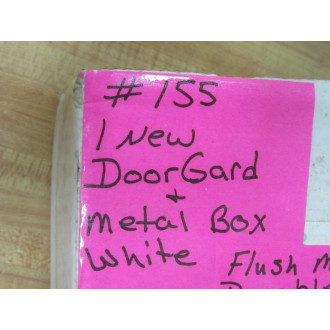 # 155
1 New
DoorGard
+
Metal Box
White
Flush